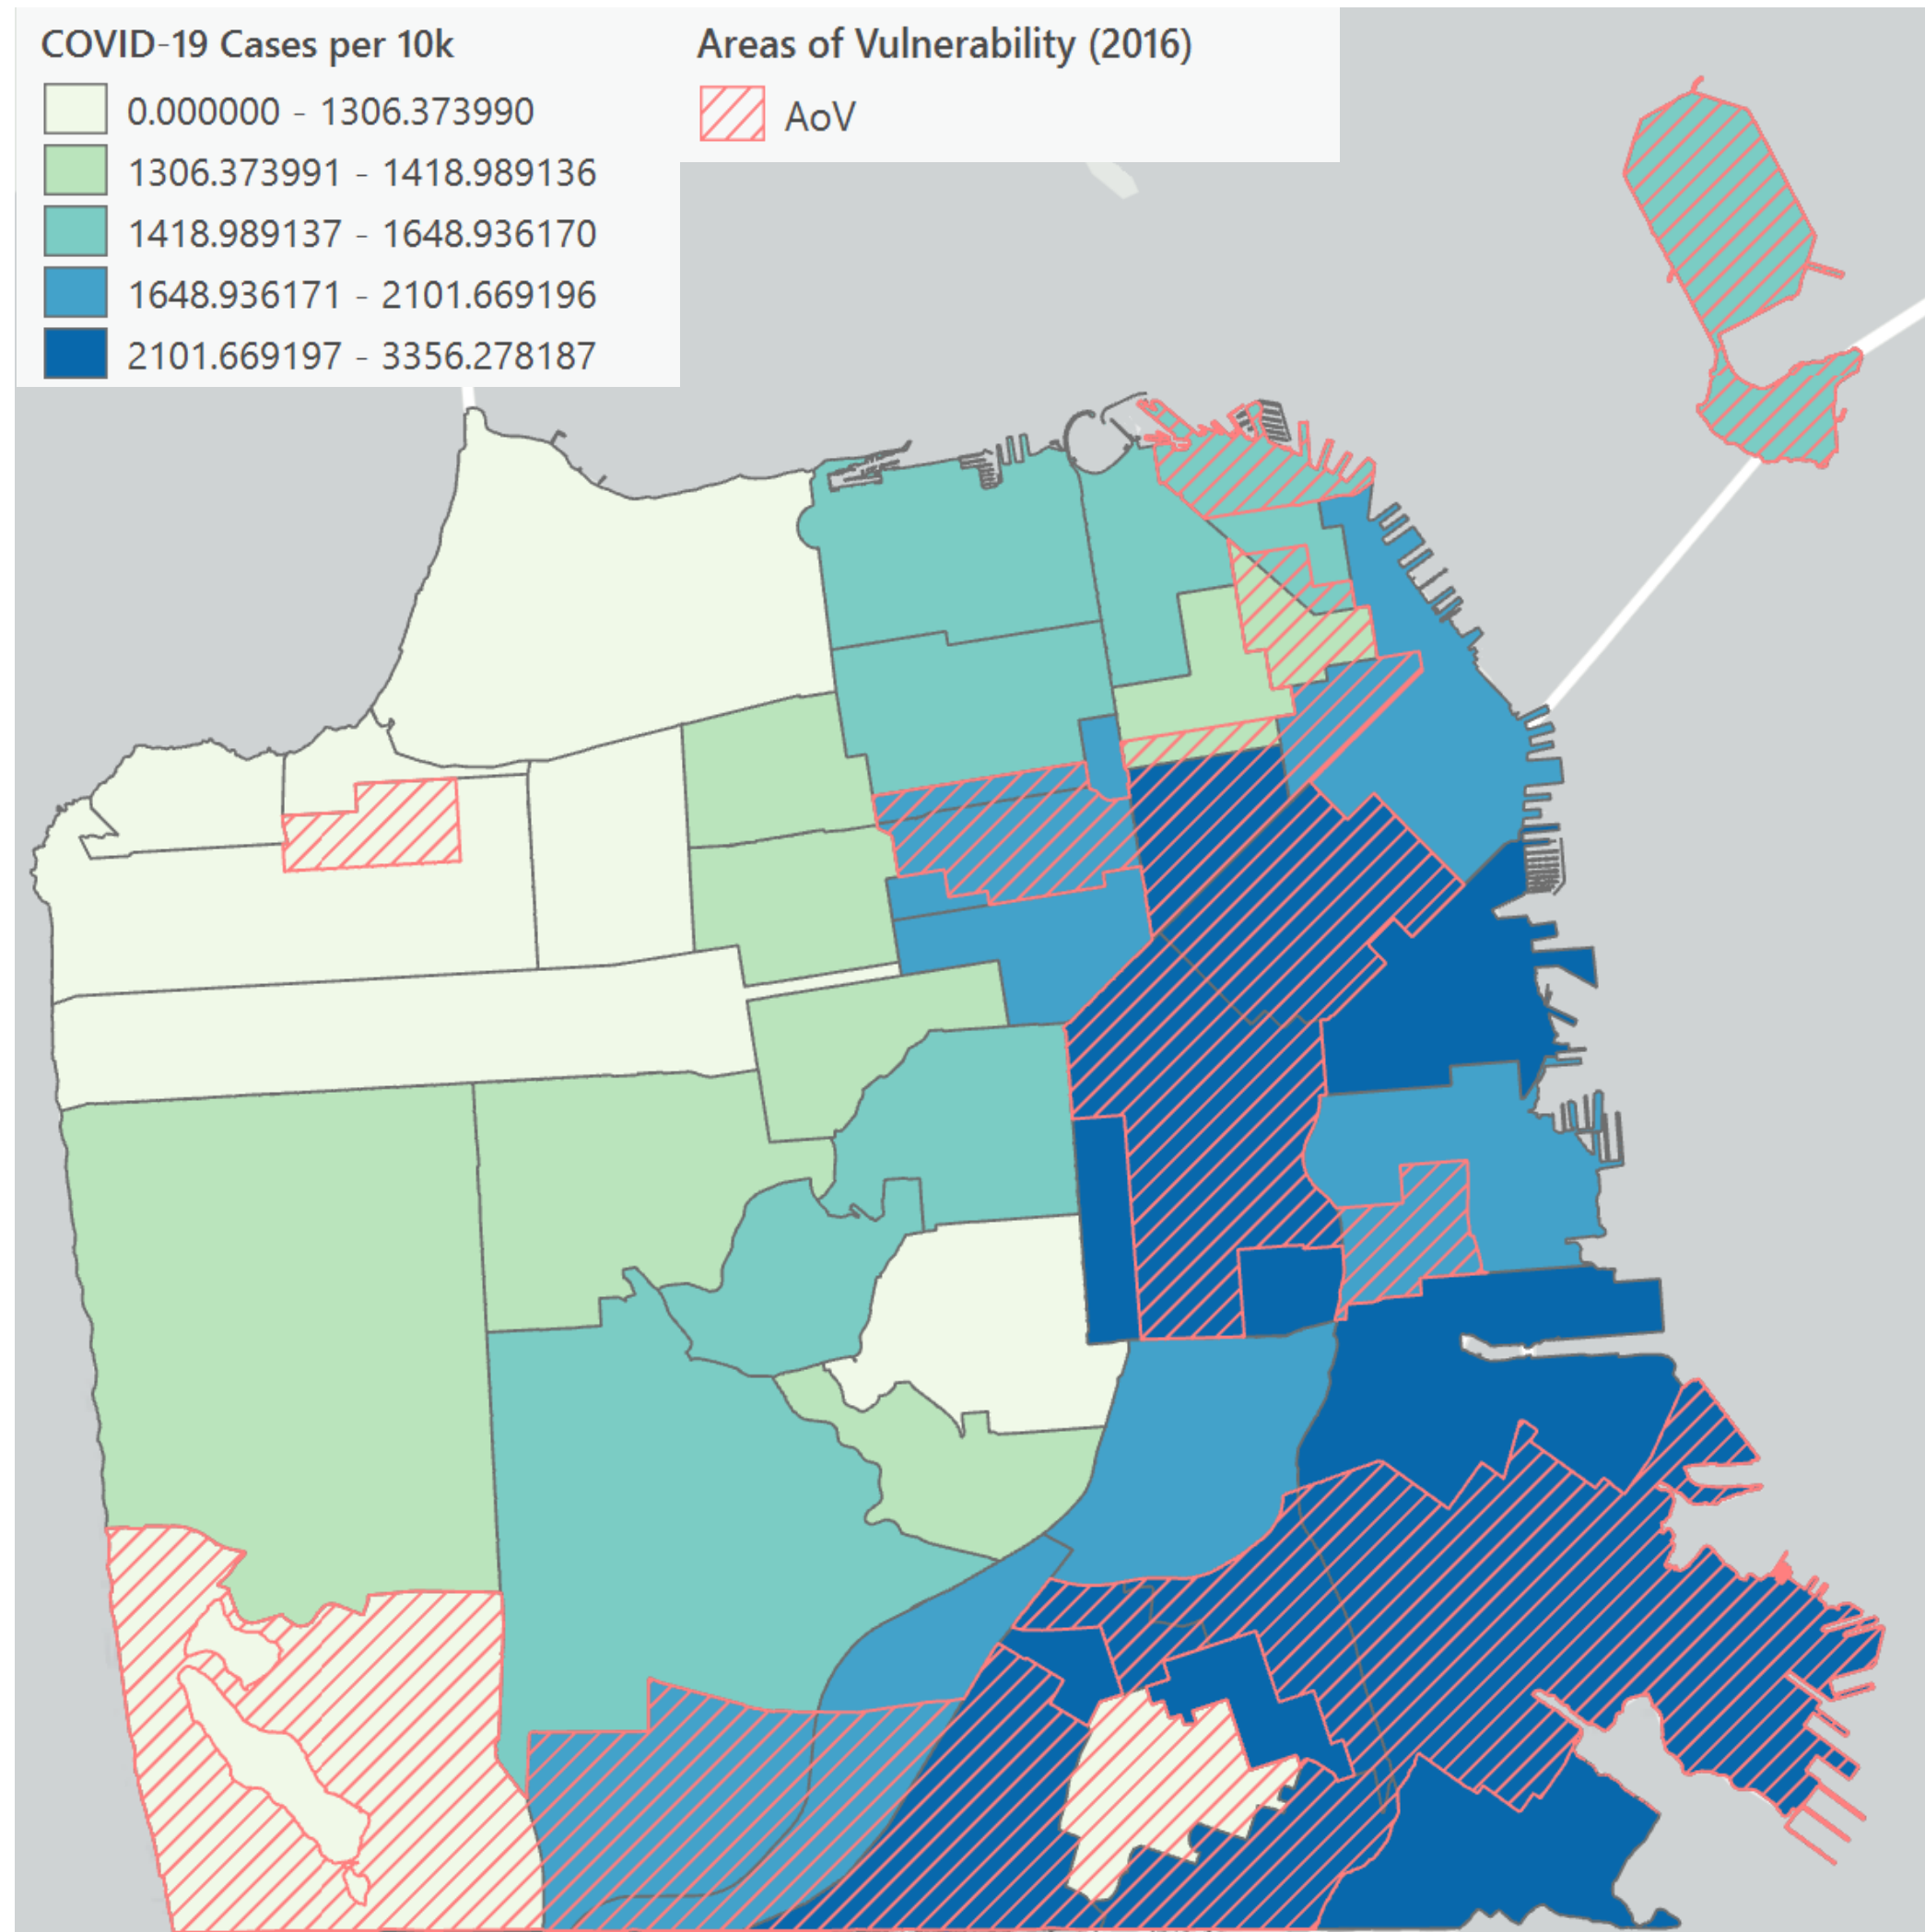 COVID-19 Cases per 10k
0.000000 - 1306.373990
1306.373991 - 1418.989136
1418.989137 - 1648.936170
1648.936171 - 2101.669196
2101.669197 - 3356.278187
Areas of Vulnerability (2016)
AoV